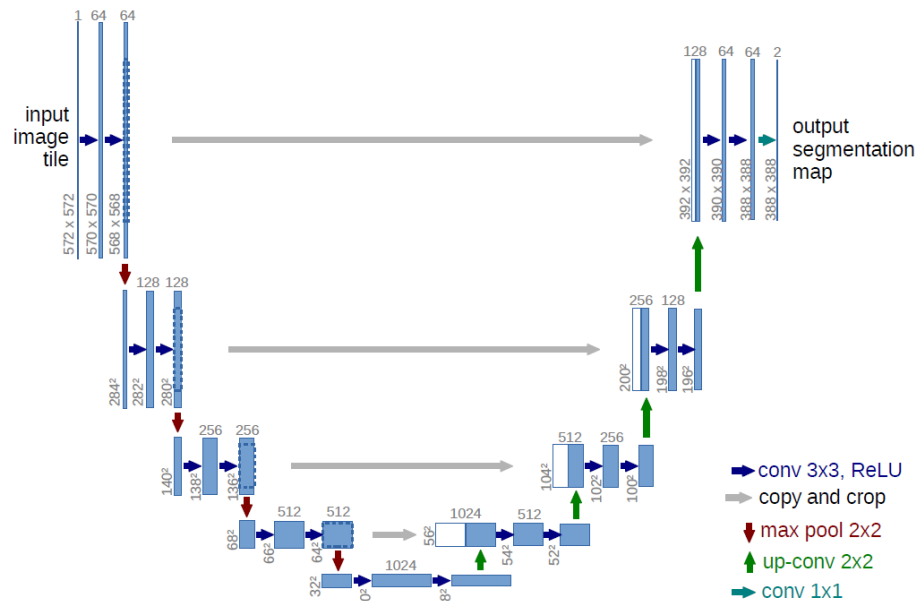 1 64 64
128 64 64 2
input
image
tile
output
segmentation
map
572 x 572
570 x 570
568 x 568
392 x 392
390 x 390
388 x 388
388 x 388
128 128
256 128
284²
282²
280²
200²
198²
196²
256 256
512 256
140²
138²
136²
104²
102²
100²
512 512
1024 512
68²
66²
64²
56²
54²
52²
1024
32²
0²
8²
conv 3x3, ReLU
copy and crop
max pool 2x2
up-conv 2x2
conv 1x1